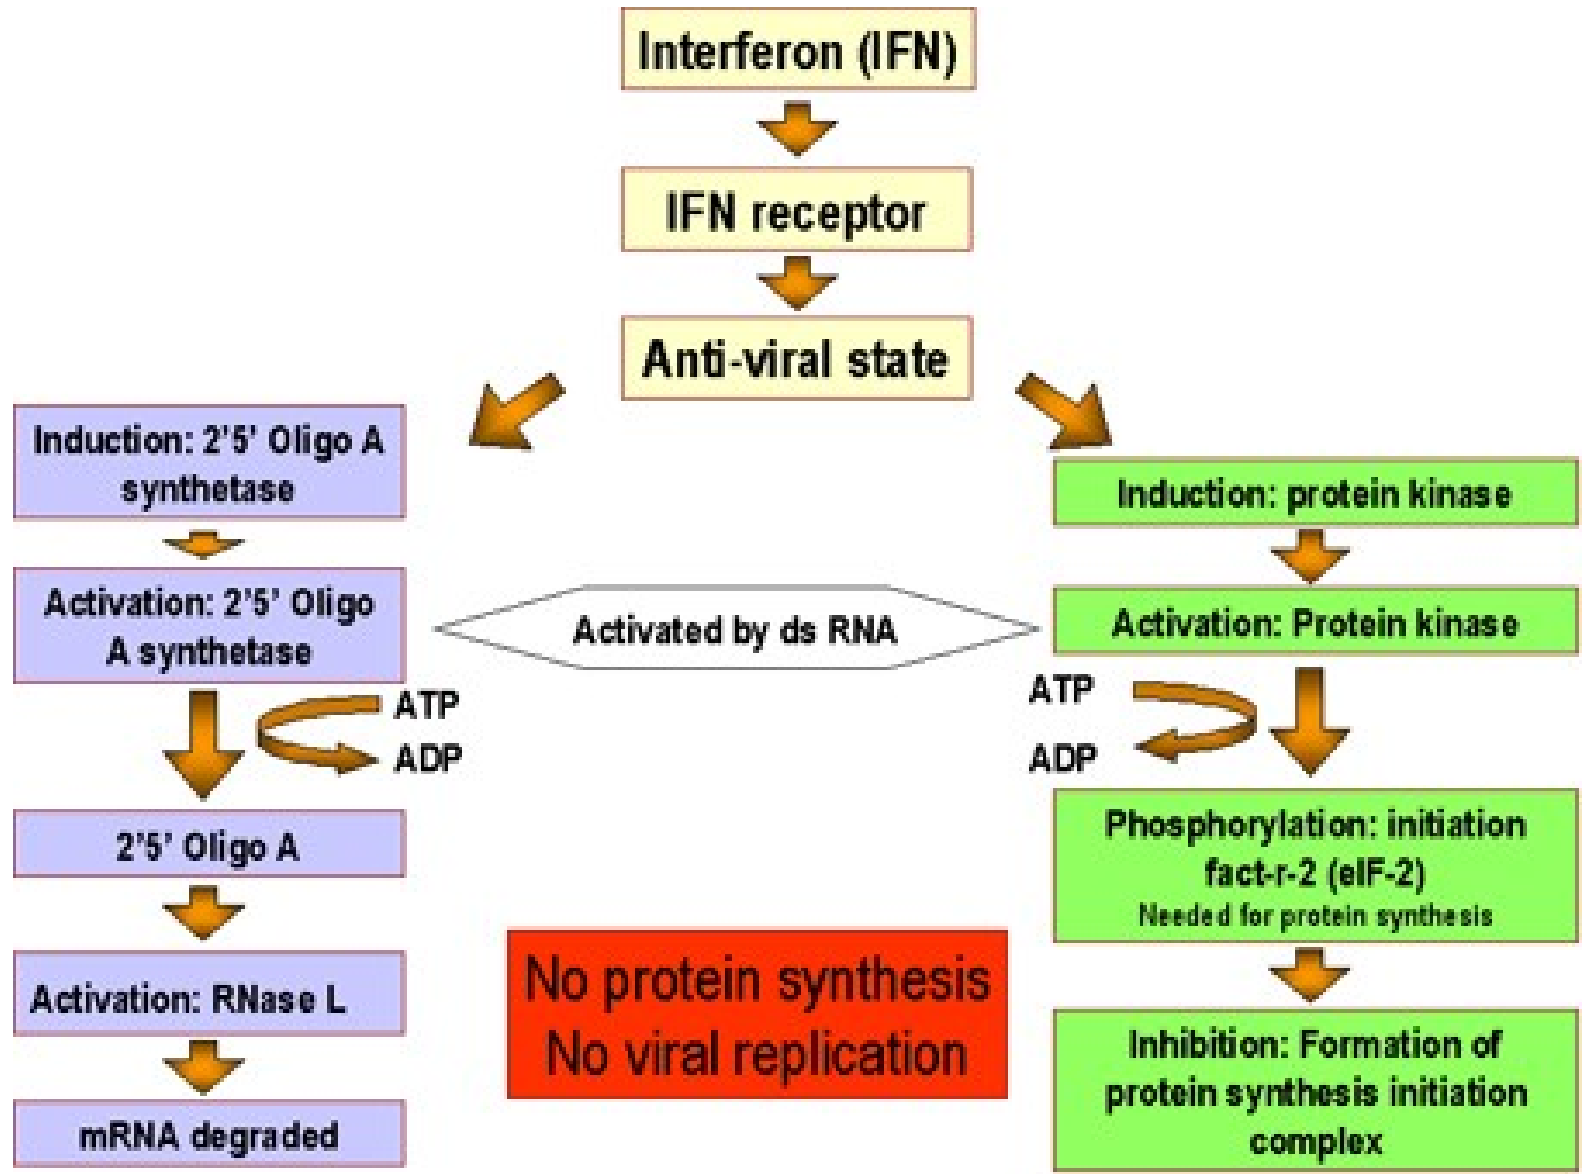 Interferon (IFN)
IFN receptor
Anti-viral state
Induction: 2'5' Oligo A
synthetase
Activation: 2'5' Oligo
A synthetase
ATP
ADP
2'5' Oligo A
Activation: RNase L
mRNA degraded
Activated by ds RNA
Induction: protein kinase
Activation: Protein kinase
ATP
ADP
Phosphorylation: initiation
fact-r-2 (eIF-2)
Needed for protein synthesis
Inhibition: Formation of
protein synthesis initiation
complex
No protein synthesis
No viral replication